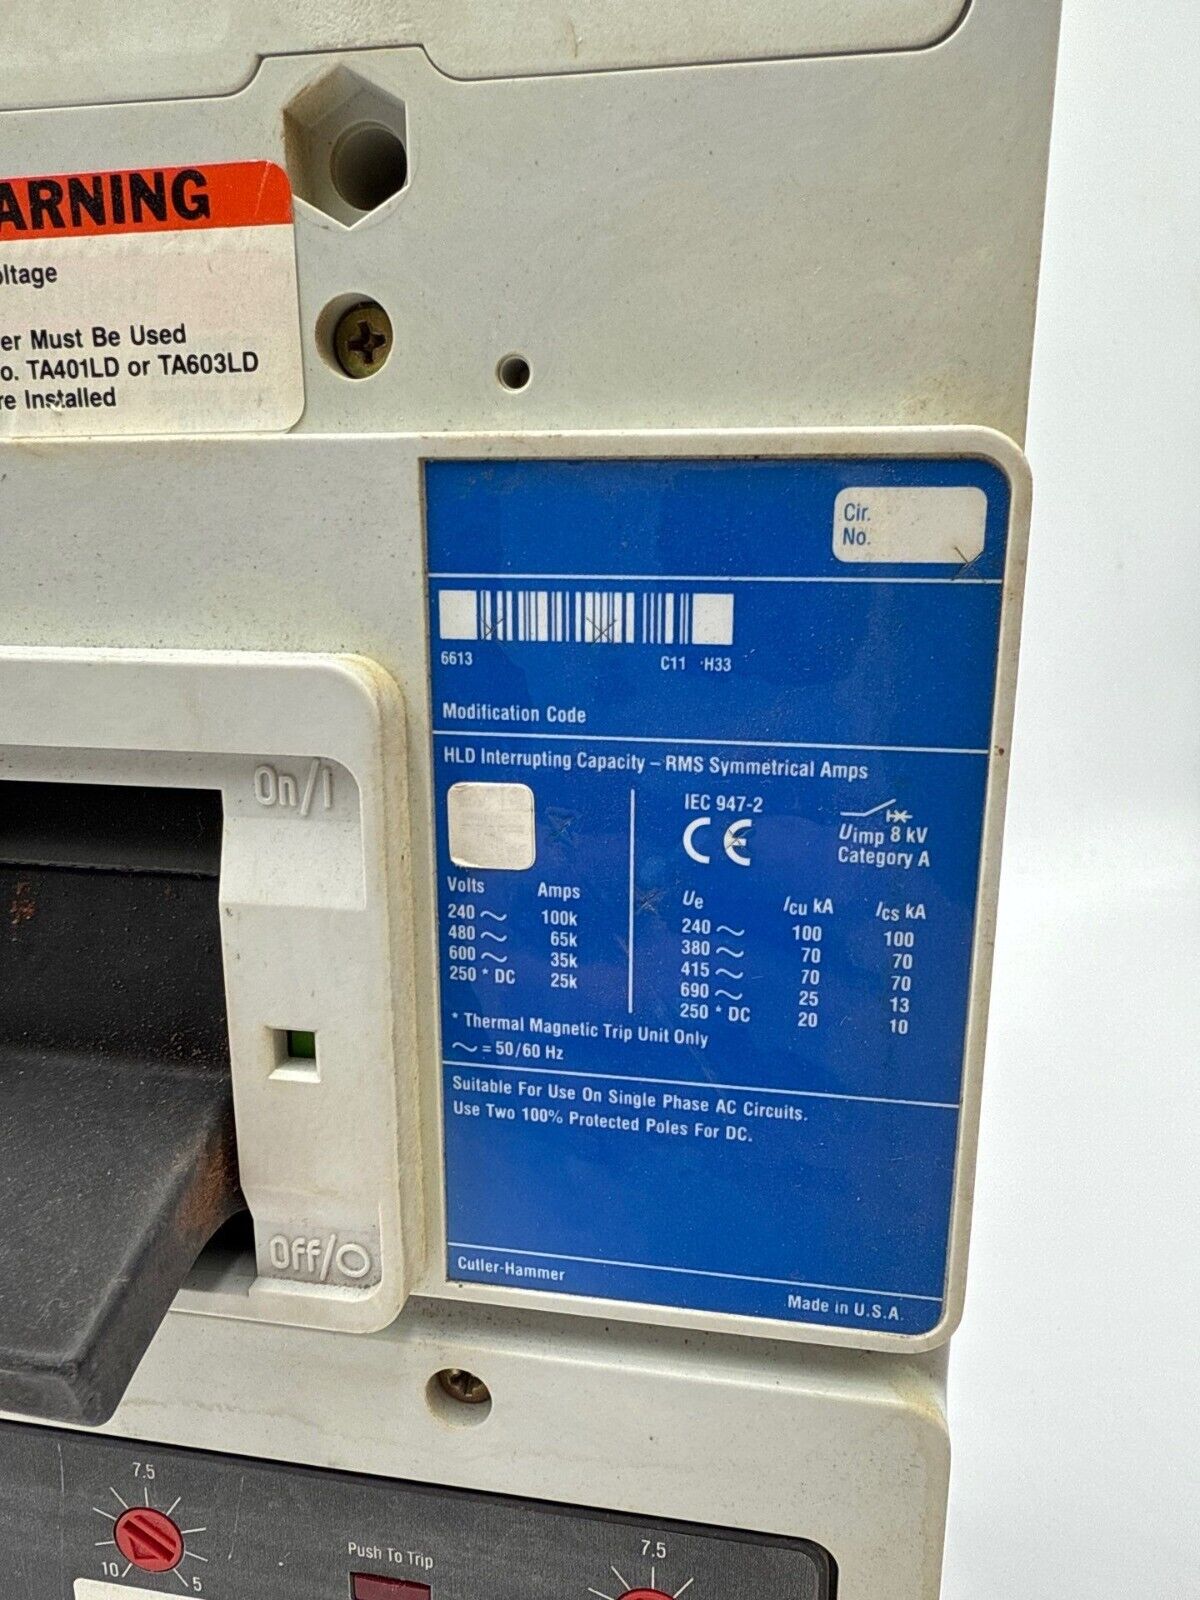 ARNING
oltage
er Must Be Used
o. TA401LD or TA603LD
re Installed
Cir.
No.
6613 C11 H33
Modification Code
HLD Interrupting Capacity – RMS Symmetrical Amps
IEC 947-2
CE
Uimp 8 kV
Category A
Volts Amps
240 ~ 100k
480 ~ 65k
600 ~ 35k
250 * DC 25k
Ue Icu kA Ics kA
240 ~ 100 100
380 ~ 70 70
415 ~ 70 70
690 ~ 25 13
250 * DC 20 10
* Thermal Magnetic Trip Unit Only
~ = 50/60 Hz
Suitable For Use On Single Phase AC Circuits.
Use Two 100% Protected Poles For DC.
Cutler-Hammer
Made in U.S.A.
On/I
Off/O
7.5
10 5
Push To Trip
7.5